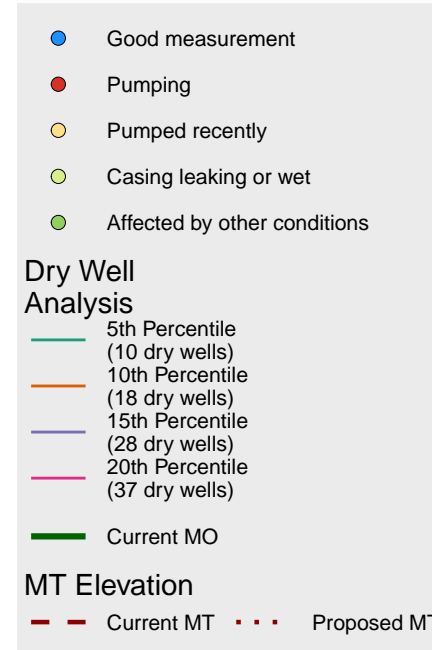 Good measurement
Pumping
Pumped recently
Casing leaking or wet
Affected by other conditions
Dry Well
Analysis
5th Percentile
(10 dry wells)
10th Percentile
(18 dry wells)
15th Percentile
(28 dry wells)
20th Percentile
(37 dry wells)
Current MO
MT Elevation
Current MT Proposed MT